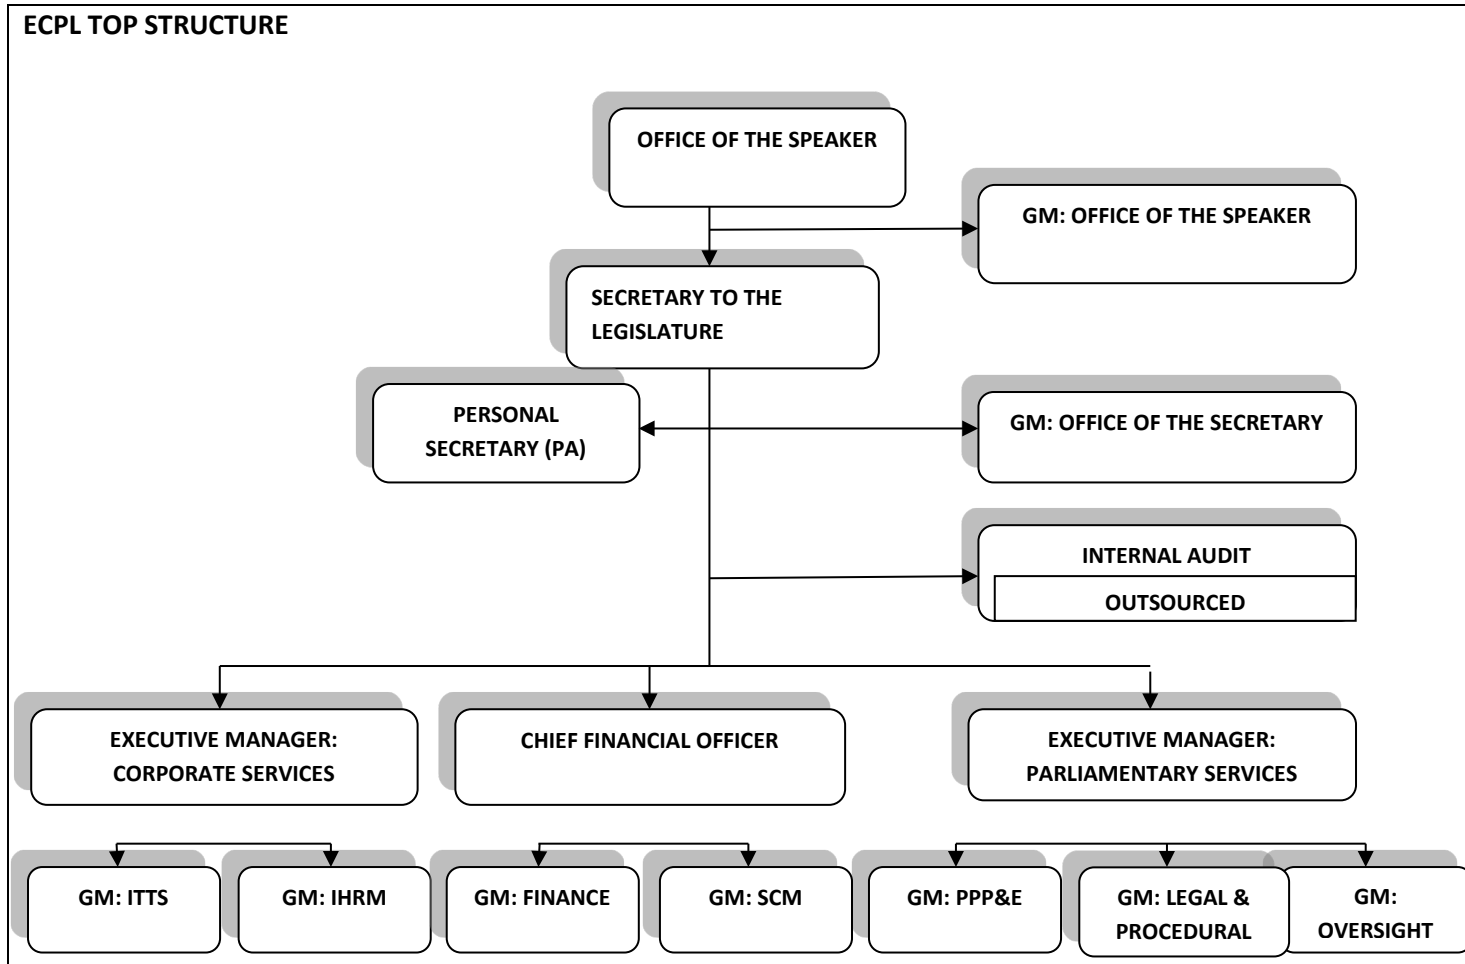 ECPL TOP STRUCTURE
OFFICE OF THE SPEAKER
GM: OFFICE OF THE SPEAKER
SECRETARY TO THE
LEGISLATURE
PERSONAL
SECRETARY (PA)
GM: OFFICE OF THE SECRETARY
INTERNAL AUDIT
OUTSOURCED
EXECUTIVE MANAGER:
CORPORATE SERVICES
CHIEF FINANCIAL OFFICER
EXECUTIVE MANAGER:
PARLIAMENTARY SERVICES
GM: ITTS
GM: IHRM
GM: FINANCE
GM: SCM
GM: PPP&E
GM: LEGAL &
PROCEDURAL
GM:
OVERSIGHT